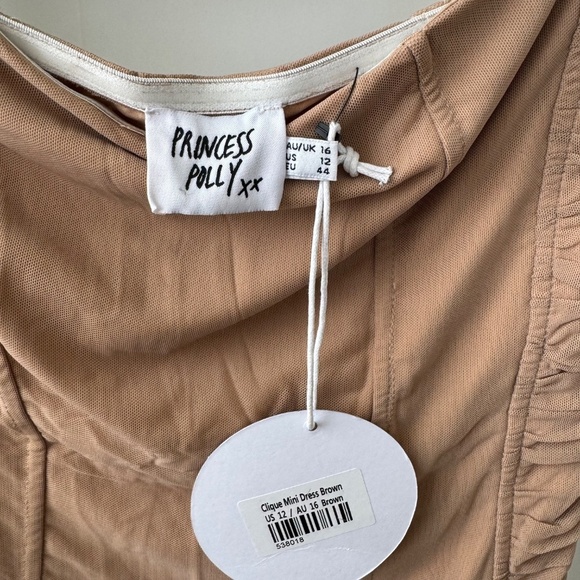 PRINCESS
POLLY xx
AU/UK 16
US 12
EU 44
Clique Mini Dress Brown
US 12 / AU 16 Brown
538018